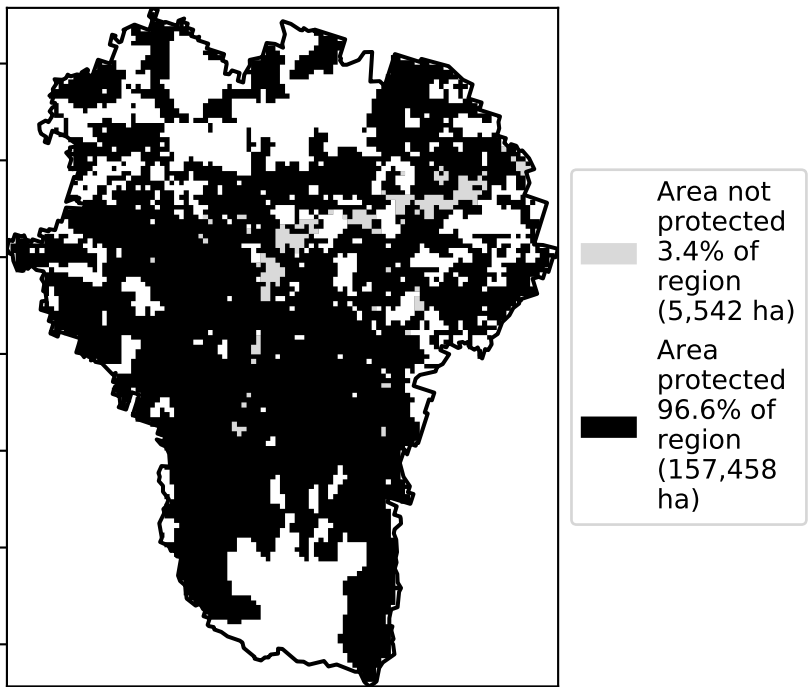 Area not
protected
3.4% of
region
(5,542 ha)
Area
protected
96.6% of
region
(157,458
ha)